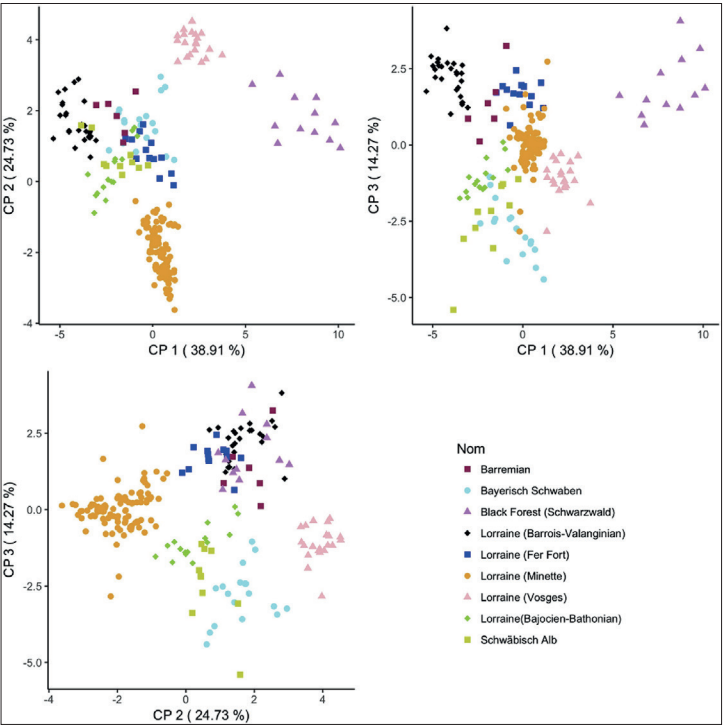 4
2
0
-2
-4
CP 2 ( 24.73 %)
-5
0
5
10
CP 1 ( 38.91 %)
2.5
0.0
-2.5
-5.0
CP 3 ( 14.27 %)
-5
0
5
10
CP 1 ( 38.91 %)
2.5
0.0
-2.5
-5.0
CP 3 ( 14.27 %)
-4
-2
0
2
4
CP 2 ( 24.73 %)
Nom
Barremian
Bayerisch Schwaben
Black Forest (Schwarzwald)
Lorraine (Barrois-Valanginian)
Lorraine (Fer Fort)
Lorraine (Minette)
Lorraine (Vosges)
Lorraine(Bajocien-Bathonian)
Schwäbisch Alb